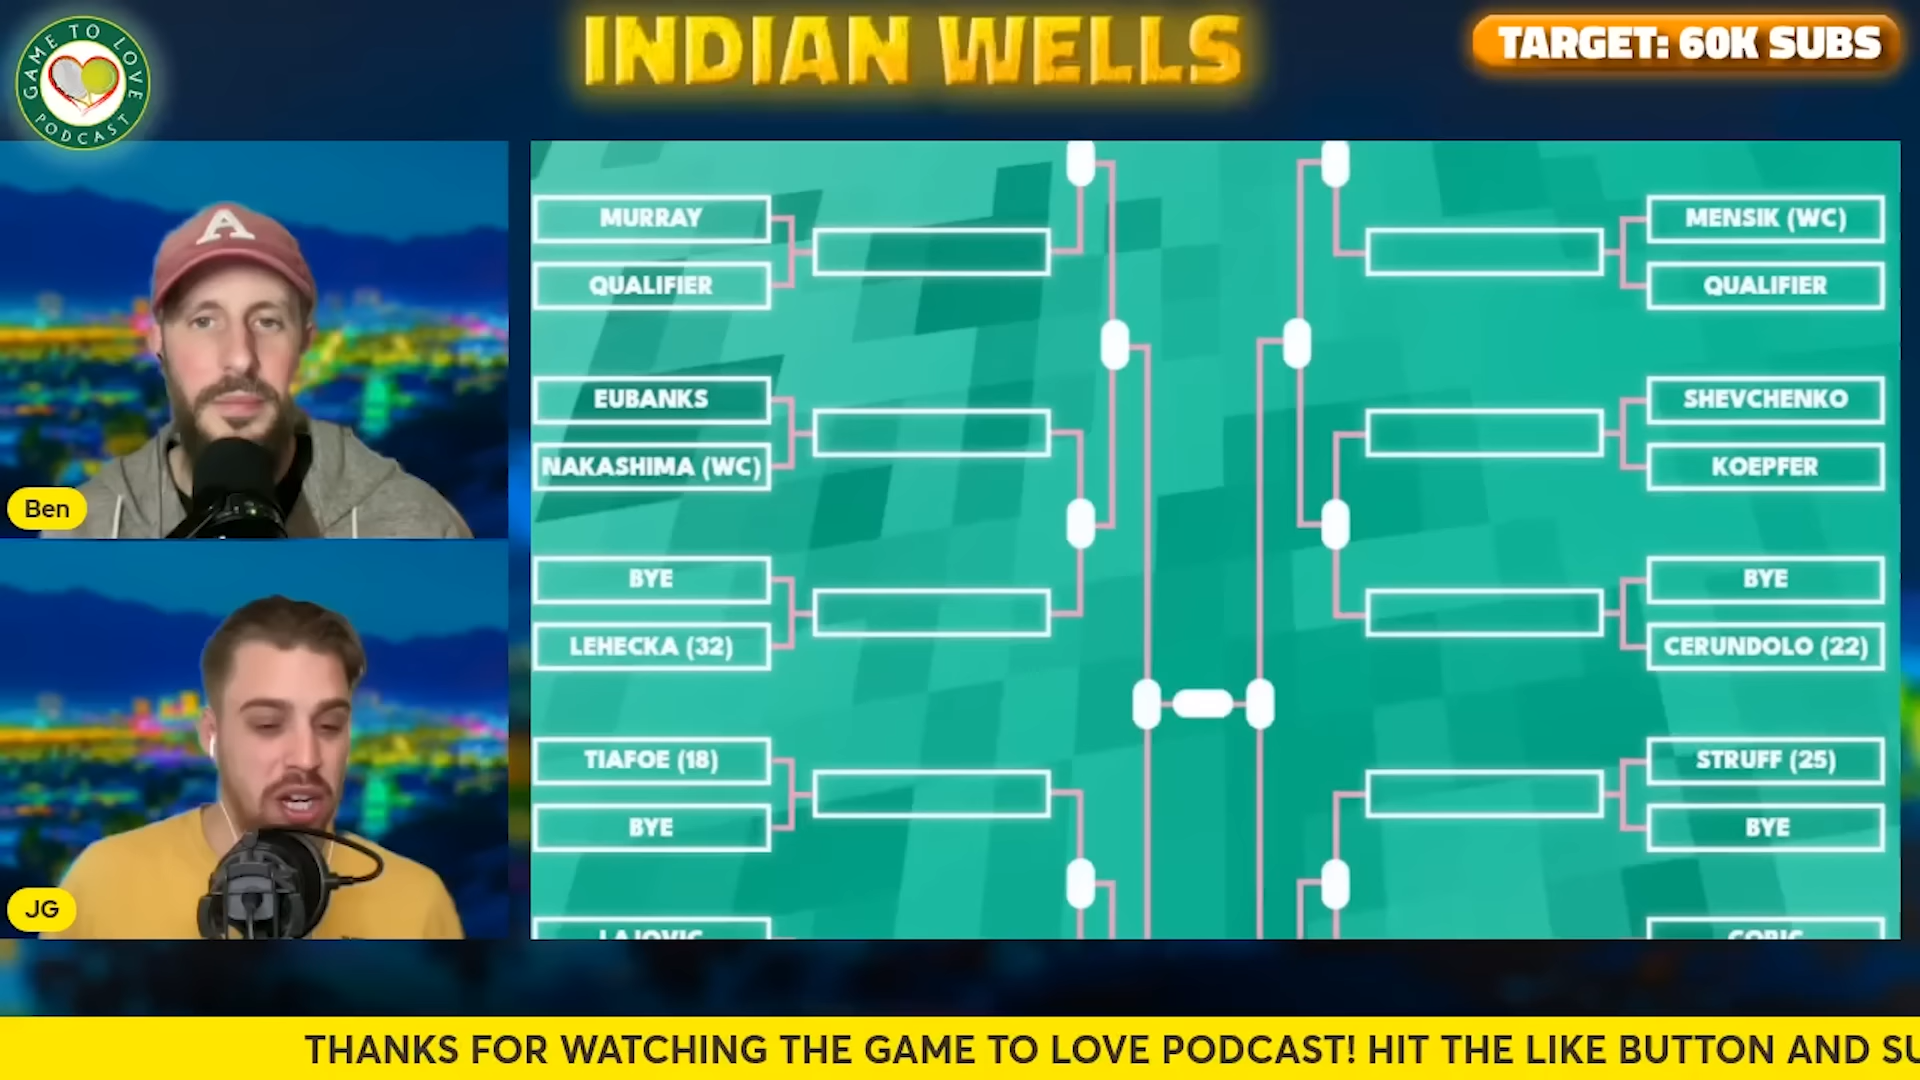 GAME TO LOVE
PODCAST
INDIAN WELLS
TARGET: 60K SUBS
A
Ben
JG
MURRAY
QUALIFIER
EUBANKS
NAKASHIMA (WC)
BYE
LEHECKA (32)
TIAFOE (18)
BYE
LAJOVIC
MENSIK (WC)
QUALIFIER
SHEVCHENKO
KOEPFER
BYE
CERUNDOLO (22)
STRUFF (25)
BYE
CORIC
THANKS FOR WATCHING THE GAME TO LOVE PODCAST! HIT THE LIKE BUTTON AND SU